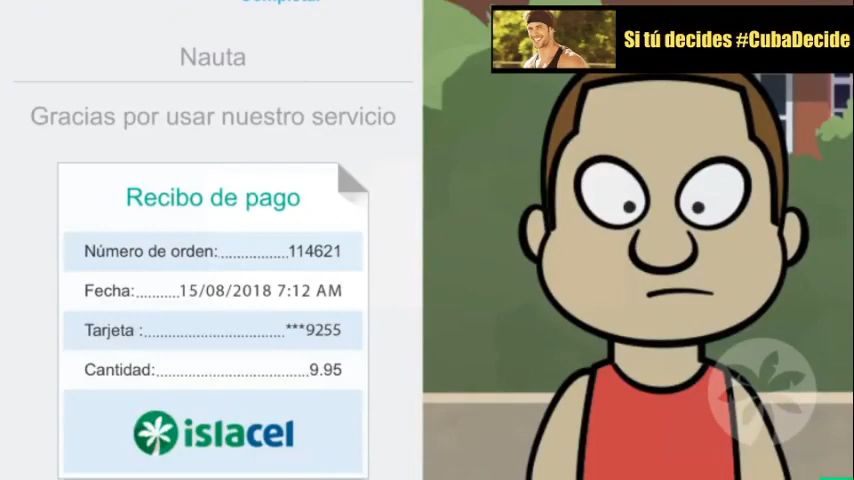 Completar
Nauta
Gracias por usar nuestro servicio
Recibo de pago
Número de orden:................114621
Fecha:..........15/08/2018 7:12 AM
Tarjeta :.................................***9255
Cantidad:...................................9.95
islacel
Si tú decides #CubaDecide